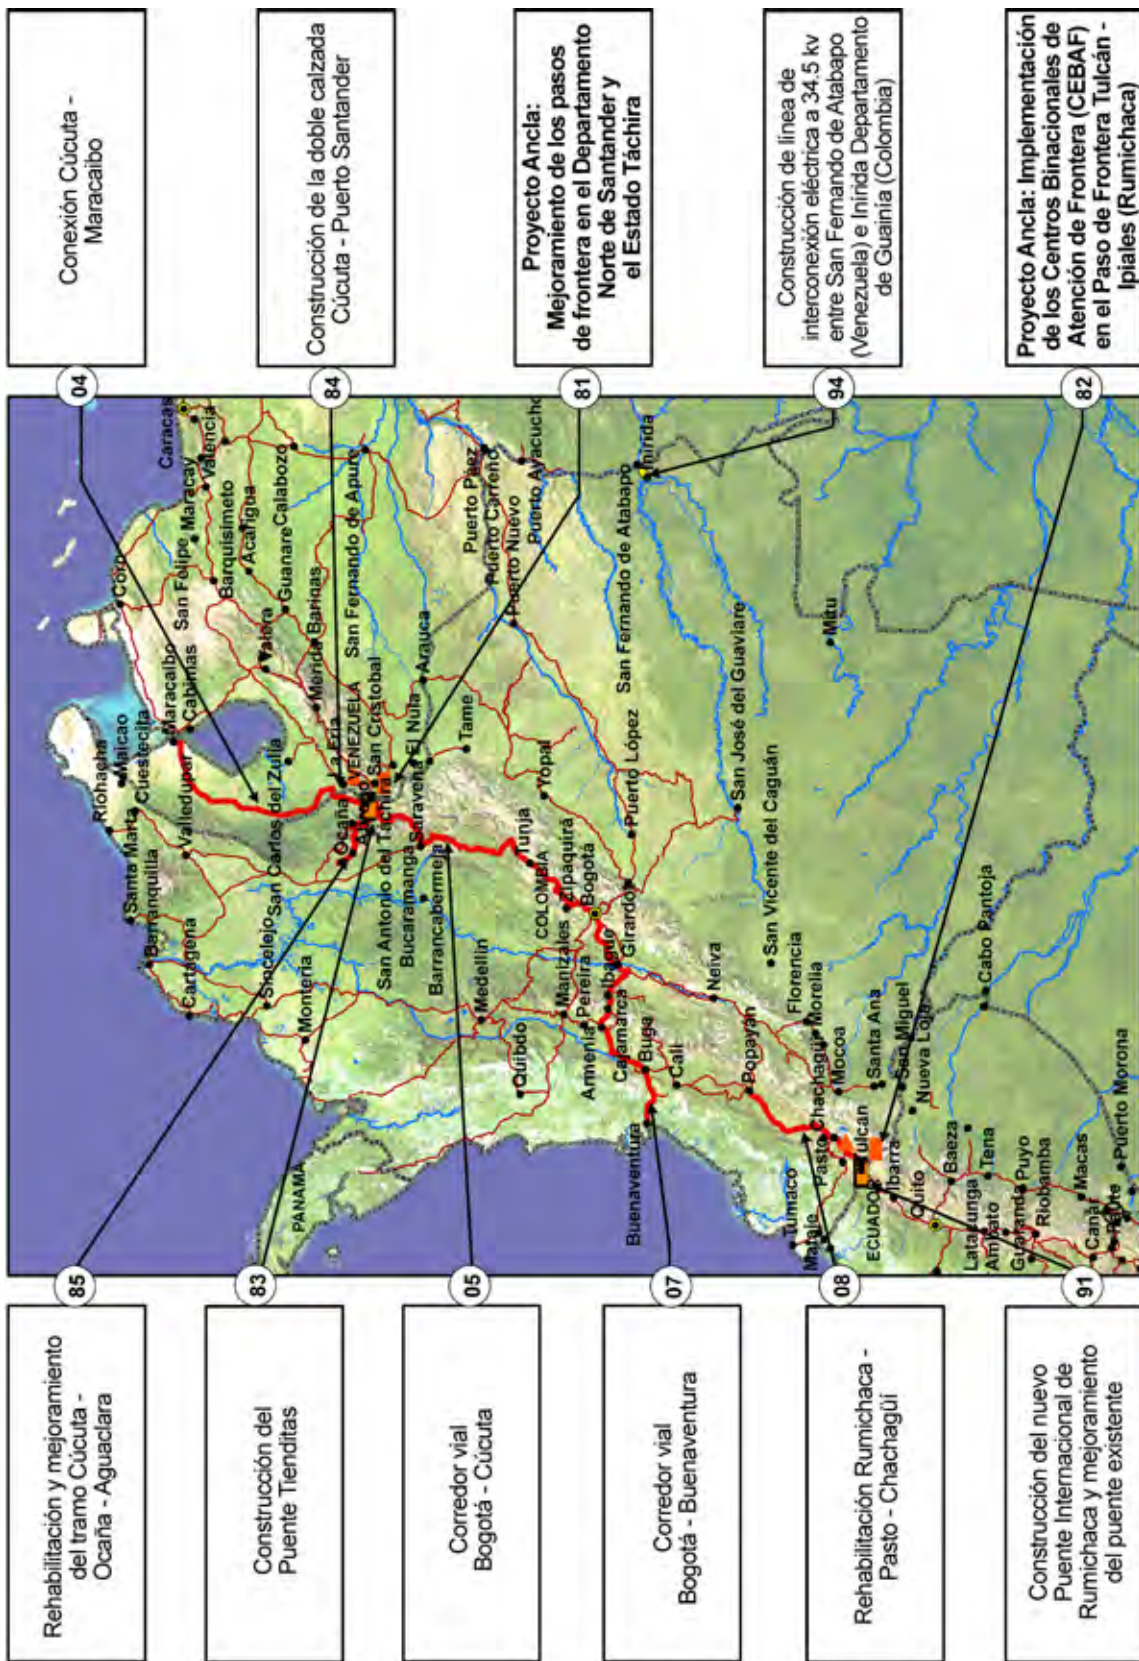 Rehabilitación y mejoramiento
del tramo Cúcuta -
Ocaña - Aguaclara
85
Construcción del
Puente Tienditas
83
Corredor vial
Bogotá - Cúcuta
05
Corredor vial
Bogotá - Buenaventura
07
Rehabilitación Rumichaca -
Pasto - Chachagüí
08
Construcción del nuevo
Puente Internacional de
Rumichaca y mejoramiento
del puente existente
91
04
Conexión Cúcuta -
Maracaibo
84
Construcción de la doble calzada
Cúcuta - Puerto Santander
81
Proyecto Ancla:
Mejoramiento de los pasos
de frontera en el Departamento
Norte de Santander y
el Estado Táchira
94
Construcción de línea de
interconexión eléctrica a 34.5 kv
entre San Fernando de Atabapo
(Venezuela) e Inírida Departamento
de Guainía (Colombia)
82
Proyecto Ancla: Implementación
de los Centros Binacionales de
Atención de Frontera (CEBAF)
en el Paso de Frontera Tulcán -
Ipiales (Rumichaca)
Riohacha
Maicao
Cuestecita
Santa Marta
Barranquilla
Cartagena
Valledupar
Maracaibo
Cabimas
Coro
San Felipe
Maracay
Caracas
Valencia
Barquisimeto
Acarigua
Calabozo
Guanare
Valera
Barinas
Mérida
San Fernando de Apure
San Carlos del Zulia
Sincelejo
Montería
PANAMÁ
La Fría
VENEZUELA
San Cristobal
Ocaña
San Antonio del Táchira
El Nula
Saravena
Arauca
Tame
Bucaramanga
Barrancabermeja
Puerto Páez
Puerto Carreño
Puerto Nuevo
Puerto Ayacucho
Medellín
Quibdó
Tunja
Yopal
COLOMBIA
Zipaquirá
Bogotá
Manizales
Pereira
Armenia
Ibagué
Girardot
Cajamarca
Buga
Cali
Buenaventura
Puerto López
San Fernando de Atabapo
Inírida
San José del Guaviare
San Vicente del Caguán
Neiva
Popayán
Florencia
Morelia
Mitu
Mocoa
Chachagüí
Pasto
Tumaco
Santa Ana
San Miguel
Nueva Loja
Tulcan
ECUADOR
Ibarra
Quito
Baeza
Tena
Latacunga
Ambato
Guaranda
Puyo
Riobamba
Macas
Cabo Pantoja
Puerto Morona